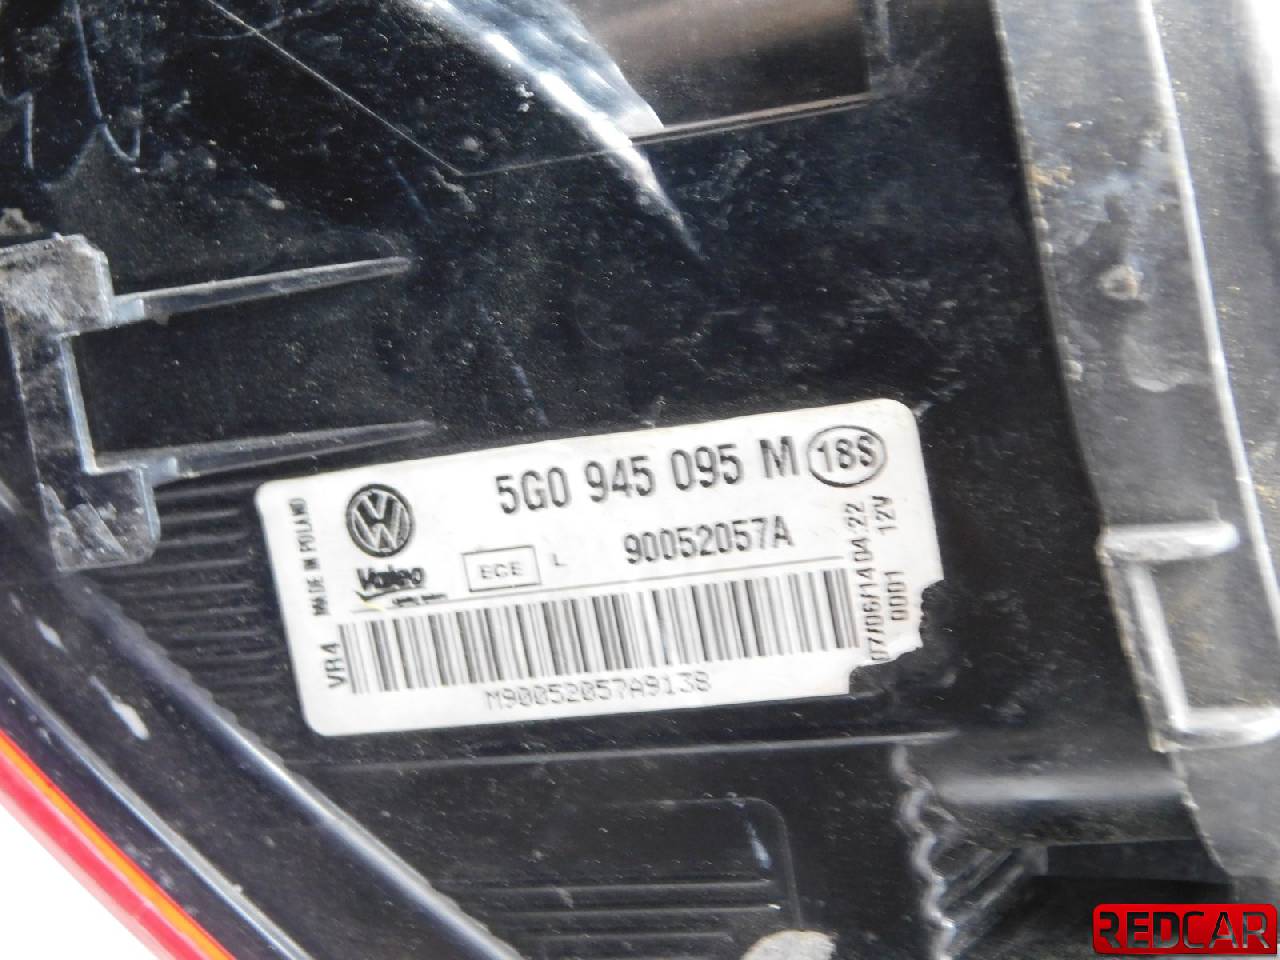 5G0 945 095 M 18S
MADE IN POLAND
Valeo
ECE L 90052057A
07/06/14 04:22 12V
0001
VR4
M90052057A9138
REDCAR